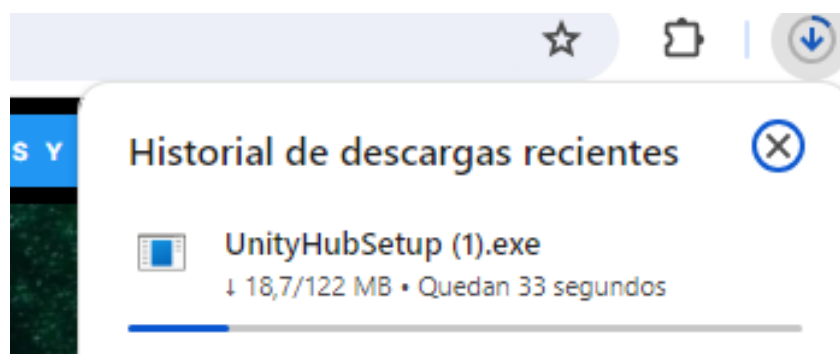 S Y
Historial de descargas recientes
UnityHubSetup (1).exe
↓ 18,7/122 MB • Quedan 33 segundos